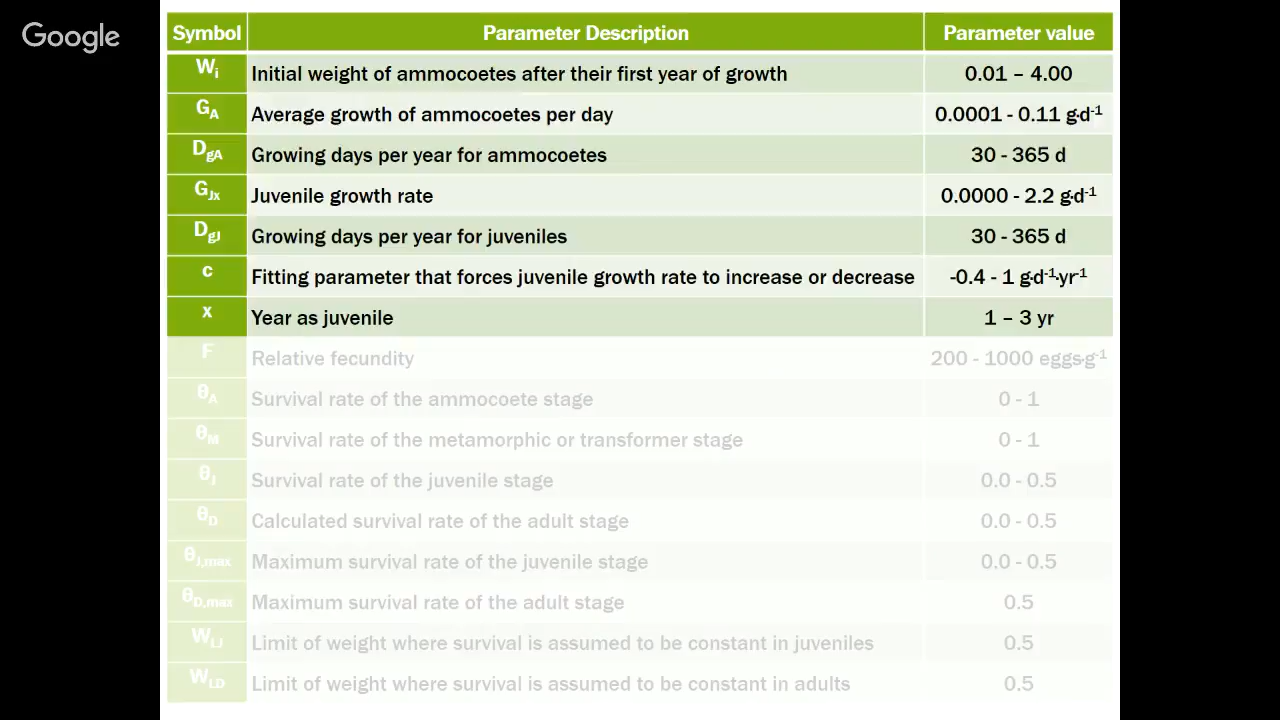 Google
Symbol Parameter Description Parameter value
Wi Initial weight of ammocoetes after their first year of growth 0.01 – 4.00
GA Average growth of ammocoetes per day 0.0001 - 0.11 g·d-1
DgA Growing days per year for ammocoetes 30 - 365 d
GJx Juvenile growth rate 0.0000 - 2.2 g·d-1
DgJ Growing days per year for juveniles 30 - 365 d
c Fitting parameter that forces juvenile growth rate to increase or decrease -0.4 - 1 g·d-1·yr-1
x Year as juvenile 1 – 3 yr
F Relative fecundity 200 - 1000 eggs·g-1
θA Survival rate of the ammocoete stage 0 - 1
θM Survival rate of the metamorphic or transformer stage 0 - 1
θJ Survival rate of the juvenile stage 0.0 - 0.5
θD Calculated survival rate of the adult stage 0.0 - 0.5
θJ,max Maximum survival rate of the juvenile stage 0.0 - 0.5
θD,max Maximum survival rate of the adult stage 0.5
WLJ Limit of weight where survival is assumed to be constant in juveniles 0.5
WLD Limit of weight where survival is assumed to be constant in adults 0.5